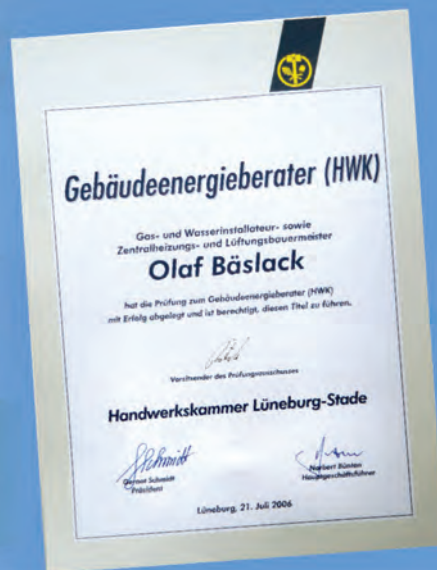 Gebäudeenergieberater (HWK)
Gas- und Wasserinstallateur- sowie
Zentralheizungs- und Lüftungsbauermeister
Olaf Bäslack
hat die Prüfung zum Gebäudeenergieberater (HWK)
mit Erfolg abgelegt und ist berechtigt, diesen Titel zu führen.
Vorsitzender des Prüfungsausschusses
Handwerkskammer Lüneburg-Stade
Gernot Schmidt
Präsident
Norbert Bünten
Hauptgeschäftsführer
Lüneburg, 21. Juli 2006